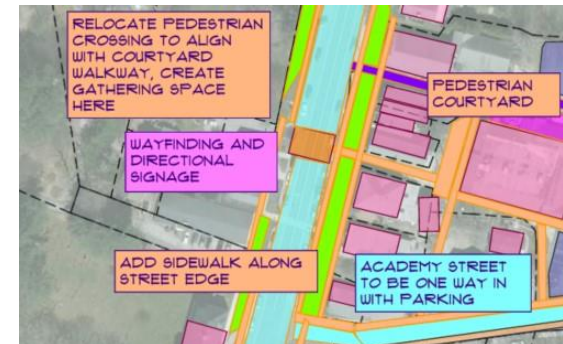 RELOCATE PEDESTRIAN
CROSSING TO ALIGN
WITH COURTYARD
WALKWAY, CREATE
GATHERING SPACE
HERE
PEDESTRIAN
COURTYARD
WAYFINDING AND
DIRECTIONAL
SIGNAGE
ADD SIDEWALK ALONG
STREET EDGE
ACADEMY STREET
TO BE ONE WAY IN
WITH PARKING